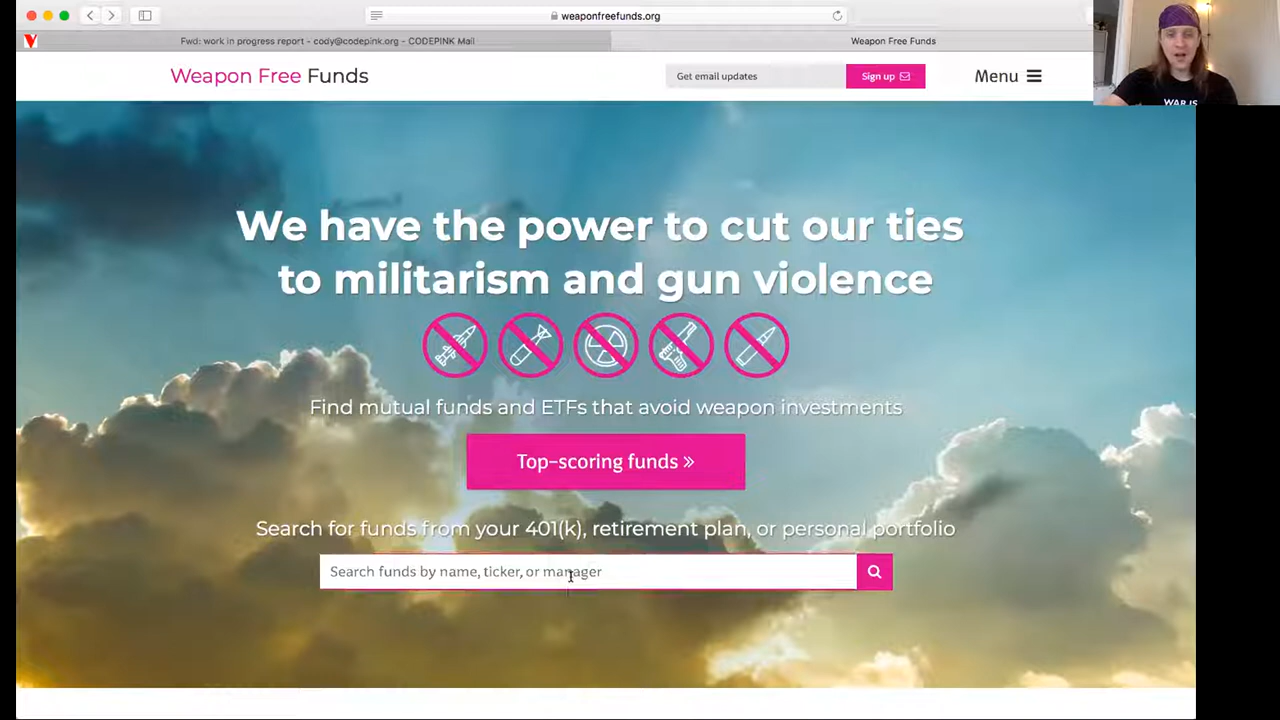 weaponfreefunds.org
Fwd: work in progress report - cody@codepink.org - CODEPINK Mail
Weapon Free Funds
Weapon Free Funds
Get email updates
Sign up
Menu
WAR IS
We have the power to cut our ties
to militarism and gun violence
Find mutual funds and ETFs that avoid weapon investments
Top-scoring funds »
Search for funds from your 401(k), retirement plan, or personal portfolio
Search funds by name, ticker, or manager